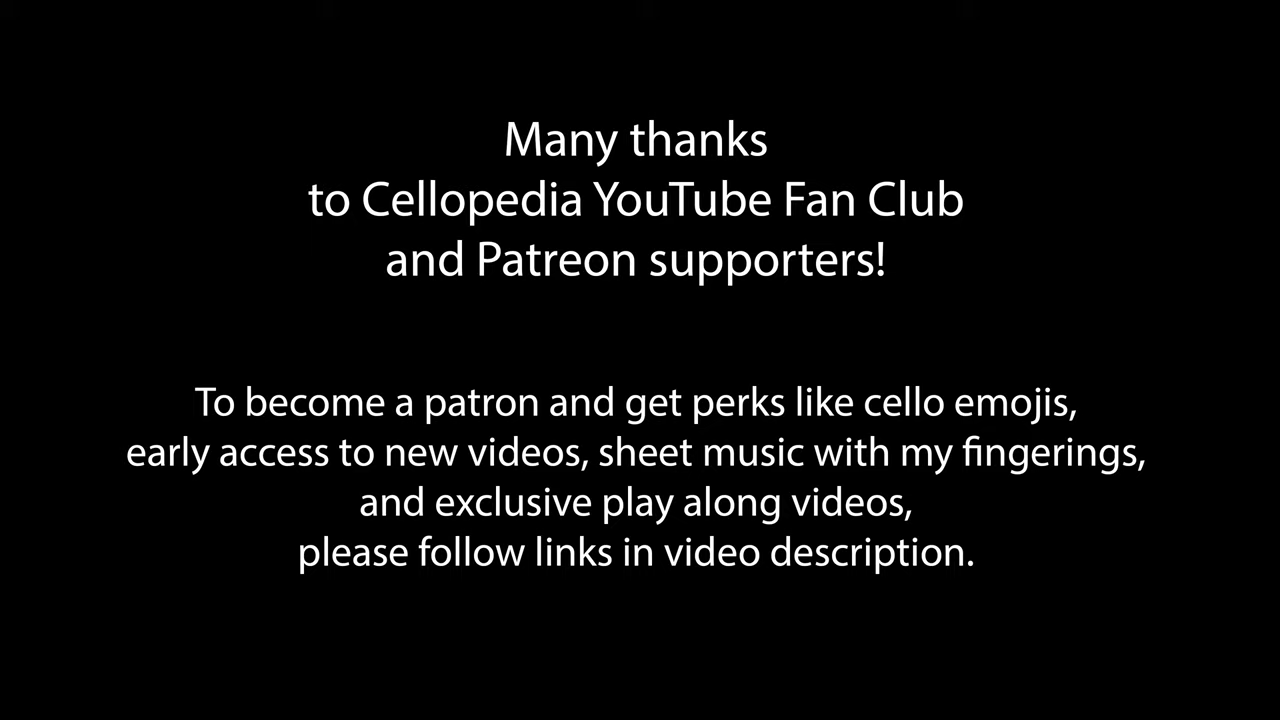 Many thanks
to Cellopedia YouTube Fan Club
and Patreon supporters!
To become a patron and get perks like cello emojis,
early access to new videos, sheet music with my fingerings,
and exclusive play along videos,
please follow links in video description.